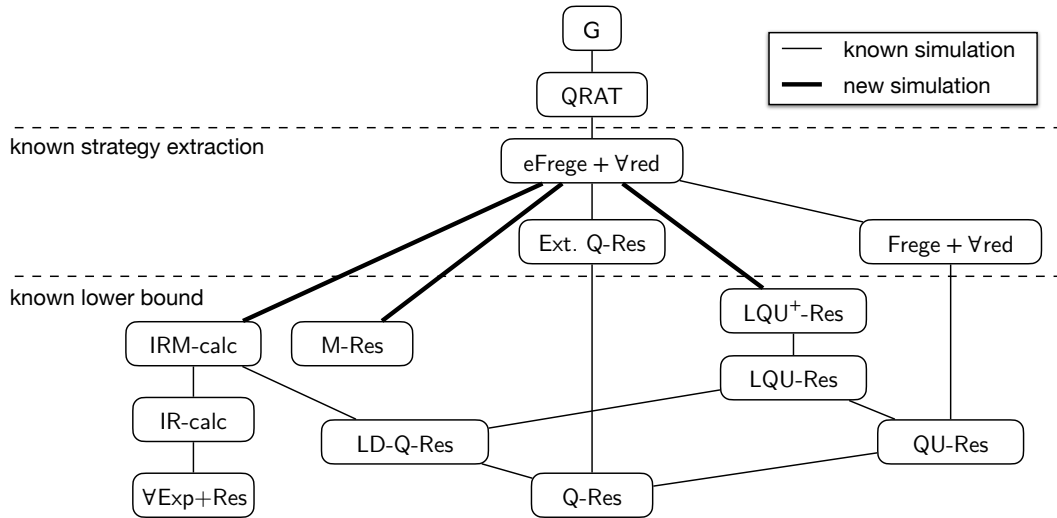 G
known simulation
new simulation
QRAT
known strategy extraction
eFrege + ∀red
Ext. Q-Res
Frege + ∀red
known lower bound
LQU⁺-Res
IRM-calc
M-Res
LQU-Res
IR-calc
LD-Q-Res
QU-Res
∀Exp+Res
Q-Res